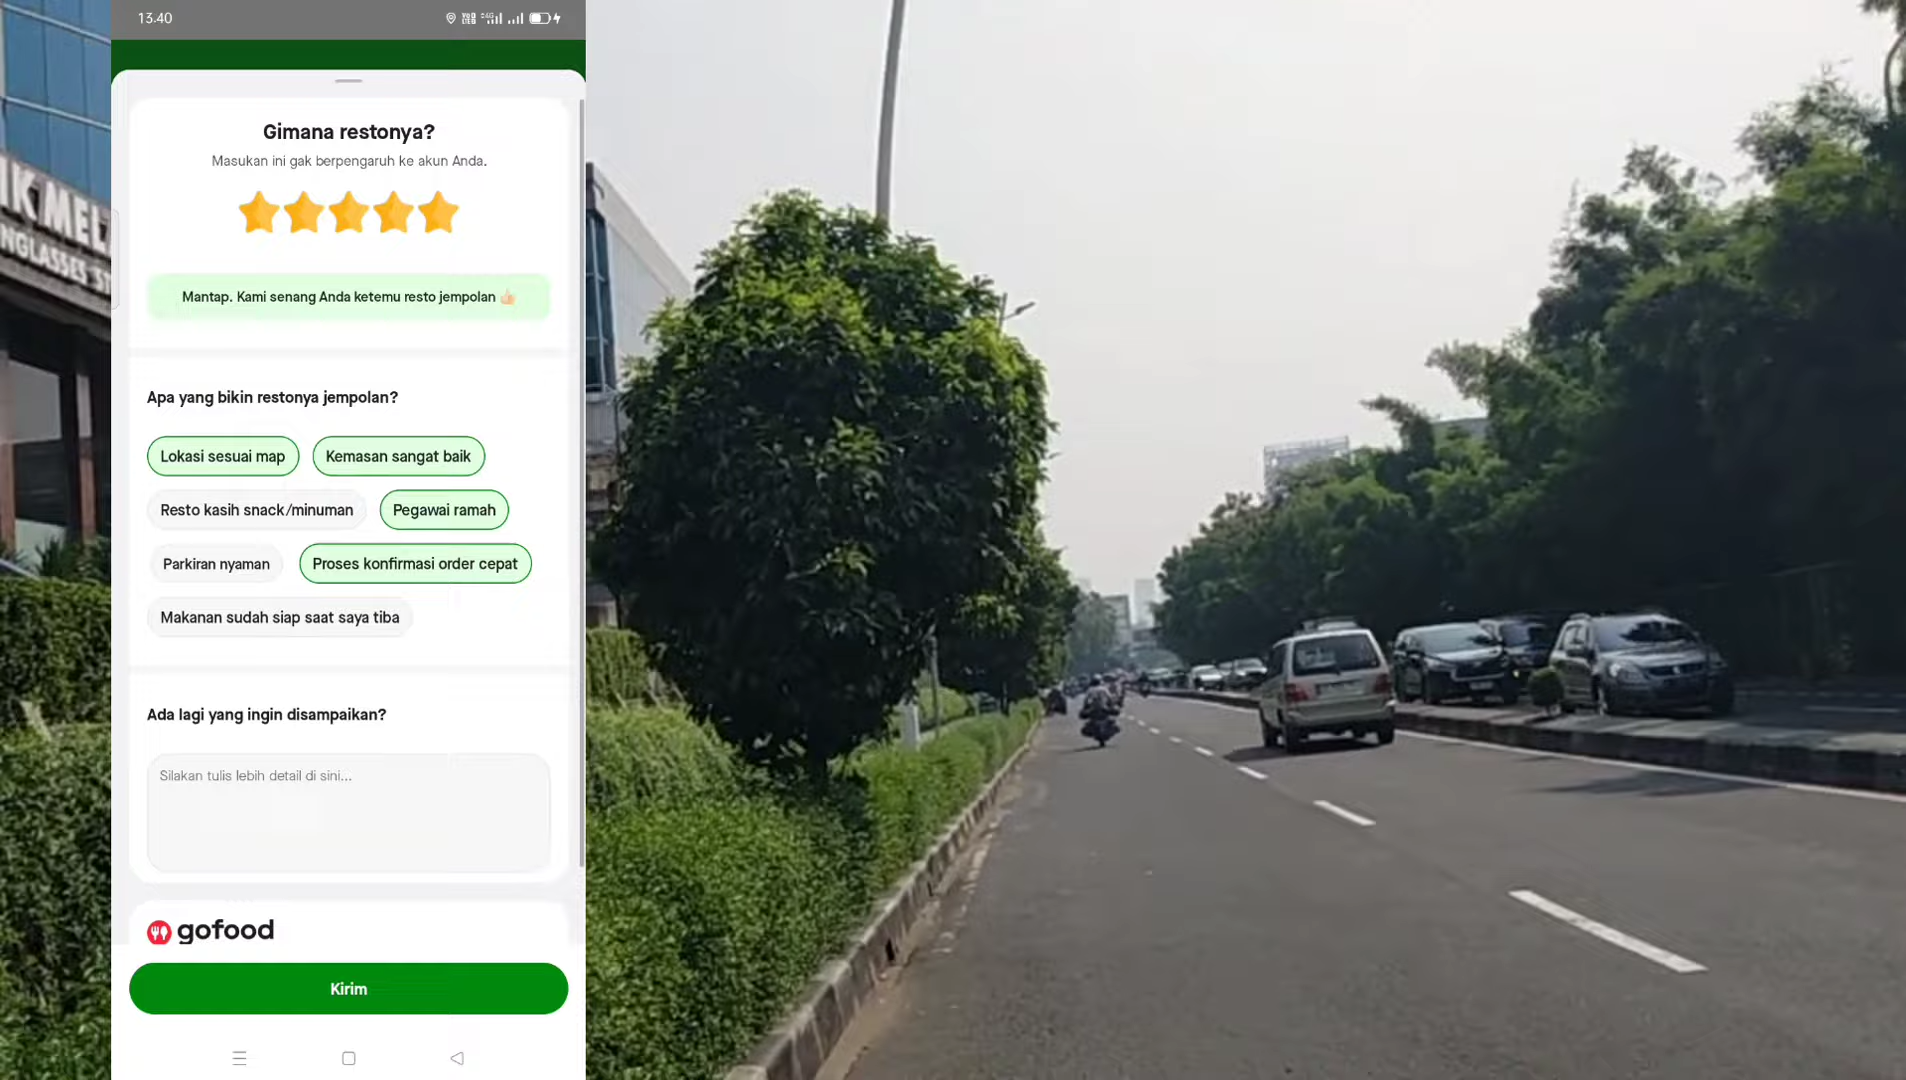 13.40
Gimana restonya?
Masukan ini gak berpengaruh ke akun Anda.
Mantap. Kami senang Anda ketemu resto jempolan 👍🏻
Apa yang bikin restonya jempolan?
Lokasi sesuai map
Kemasan sangat baik
Resto kasih snack/minuman
Pegawai ramah
Parkiran nyaman
Proses konfirmasi order cepat
Makanan sudah siap saat saya tiba
Ada lagi yang ingin disampaikan?
Silakan tulis lebih detail di sini...
gofood
Kirim